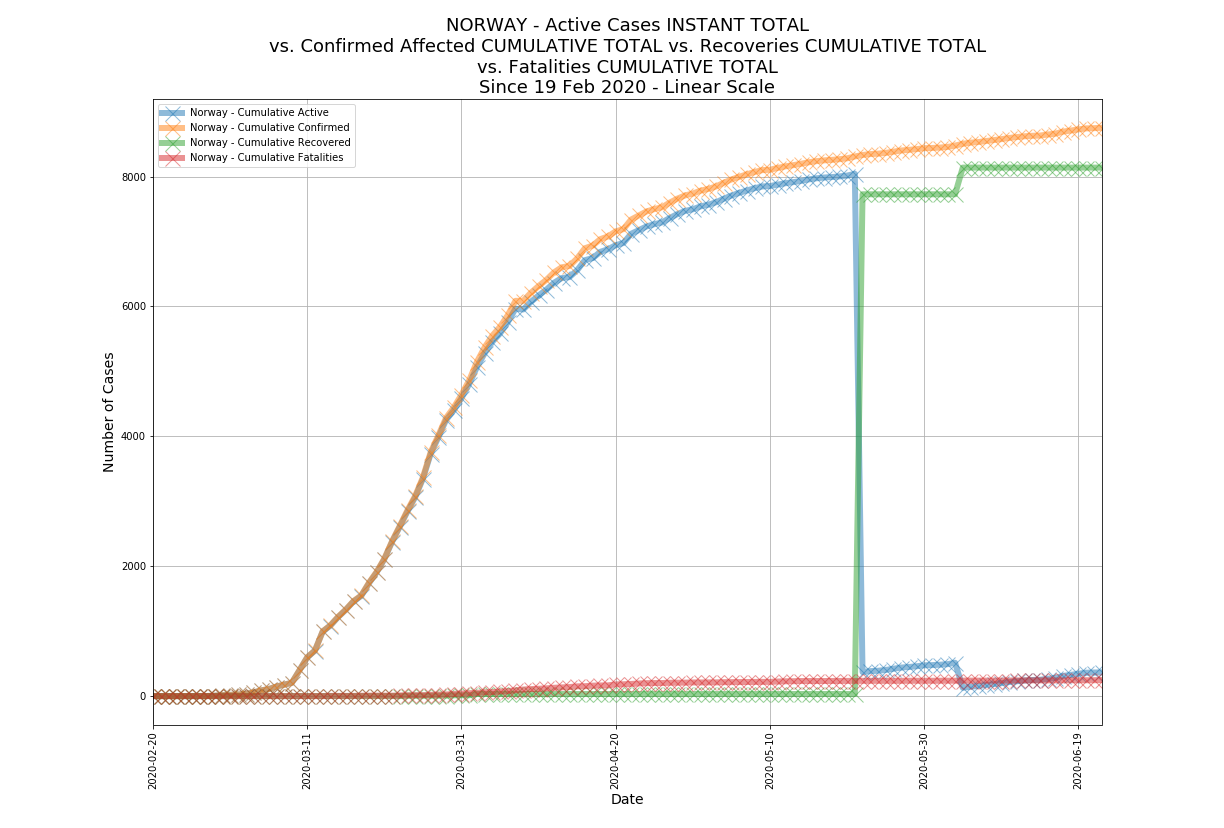 NORWAY - Active Cases INSTANT TOTAL
vs. Confirmed Affected CUMULATIVE TOTAL vs. Recoveries CUMULATIVE TOTAL
vs. Fatalities CUMULATIVE TOTAL
Since 19 Feb 2020 - Linear Scale
Norway - Cumulative Active
Norway - Cumulative Confirmed
Norway - Cumulative Recovered
Norway - Cumulative Fatalities
Number of Cases
8000
6000
4000
2000
0
2020-02-20
2020-03-11
2020-03-31
2020-04-20
2020-05-10
2020-05-30
2020-06-19
Date